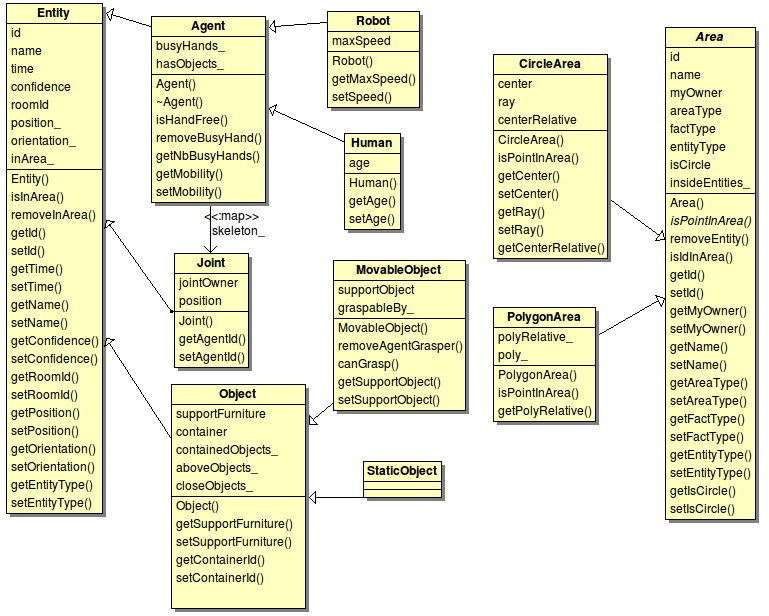 Entity
id
name
time
confidence
roomId
position_
orientation_
inArea_
Entity()
isInArea()
removeInArea()
getId()
setId()
getTime()
setTime()
getName()
setName()
getConfidence()
setConfidence()
getRoomId()
setRoomId()
getPosition()
setPosition()
getOrientation()
setOrientation()
getEntityType()
setEntityType()
Agent
busyHands_
hasObjects_
Agent()
~Agent()
isHandFree()
removeBusyHand()
getNbBusyHands()
getMobility()
setMobility()
<<:map>>
skeleton_
Joint
jointOwner
position
Joint()
getAgentId()
setAgentId()
Object
supportFurniture
container
containedObjects_
aboveObjects_
closeObjects_
Object()
getSupportFurniture()
setSupportFurniture()
getContainerId()
setContainerId()
Robot
maxSpeed
Robot()
getMaxSpeed()
setSpeed()
Human
age
Human()
getAge()
setAge()
MovableObject
supportObject
graspableBy_
MovableObject()
removeAgentGrasper()
canGrasp()
getSupportObject()
setSupportObject()
StaticObject
CircleArea
center
ray
centerRelative
CircleArea()
isPointInArea()
getCenter()
setCenter()
getRay()
setRay()
getCenterRelative()
PolygonArea
polyRelative_
poly_
PolygonArea()
isPointInArea()
getPolyRelative()
Area
id
name
myOwner
areaType
factType
entityType
isCircle
insideEntities_
Area()
isPointInArea()
removeEntity()
isIdInArea()
getId()
setId()
getMyOwner()
setMyOwner()
getName()
setName()
getAreaType()
setAreaType()
getFactType()
setFactType()
getEntityType()
setEntityType()
getIsCircle()
setIsCircle()